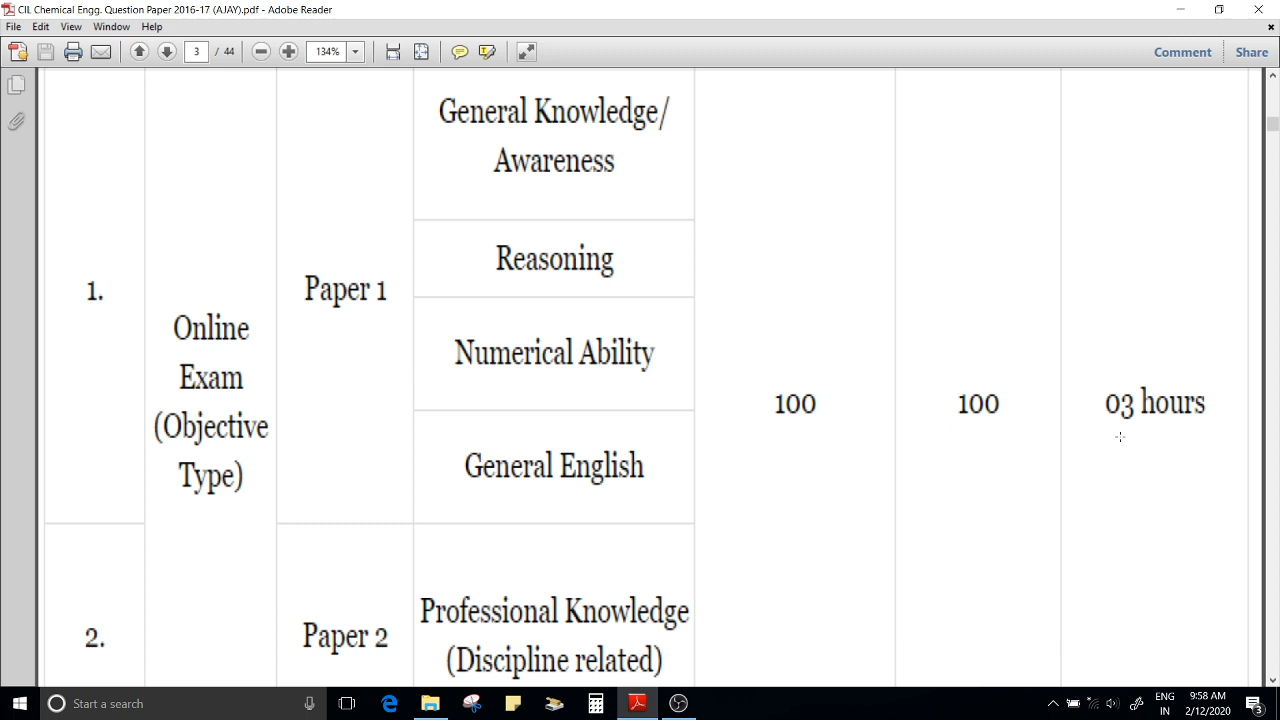 CIL Chemical Engg. Question Paper 2016-17 (AJAY).pdf - Adobe Reader
File Edit View Window Help
3 / 44 134% Comment Share
General Knowledge/
Awareness
Reasoning
1.
Paper 1
Online
Exam
(Objective
Type)
Numerical Ability
General English
100
100
03 hours
2.
Paper 2
Professional Knowledge
(Discipline related)
Start search
ENG
IN
9:58 AM
2/12/2020
3